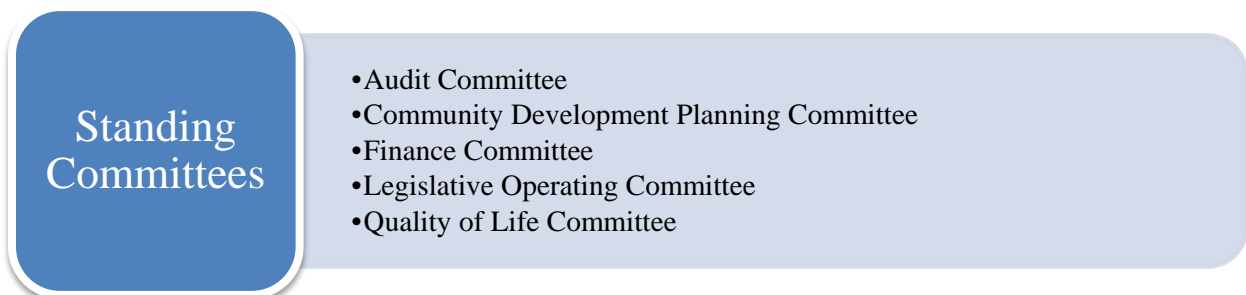 Standing
Committees
•Audit Committee
•Community Development Planning Committee
•Finance Committee
•Legislative Operating Committee
•Quality of Life Committee